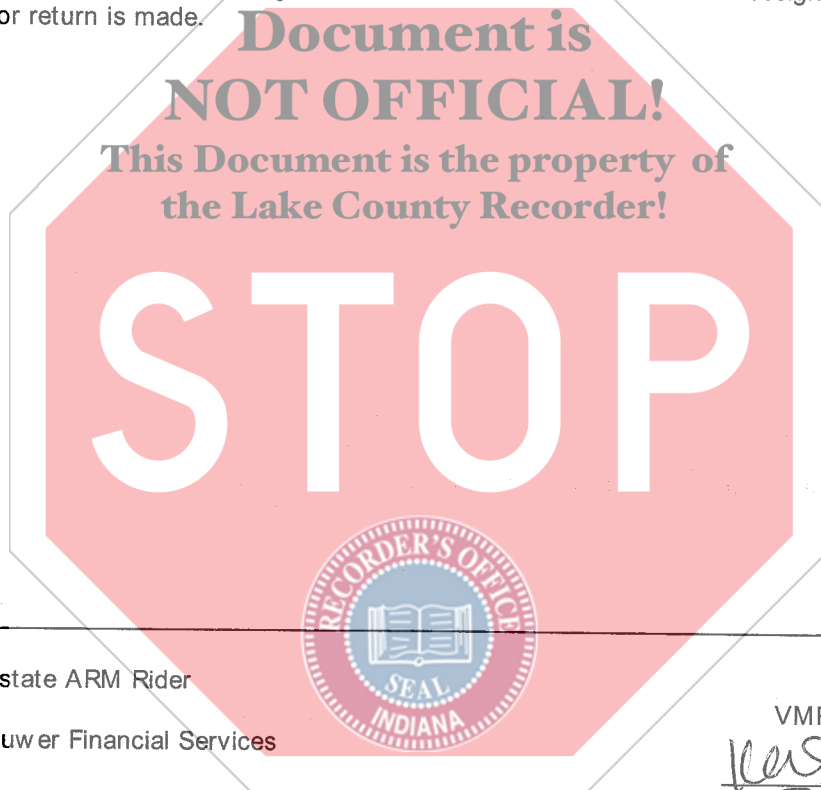 or return is made.
Document is
NOT OFFICIAL!
This Document is the property of
the Lake County Recorder!
STOP
RECORDER'S OFFICE
SEAL
INDIANA
state ARM Rider
uwer Financial Services
VMP